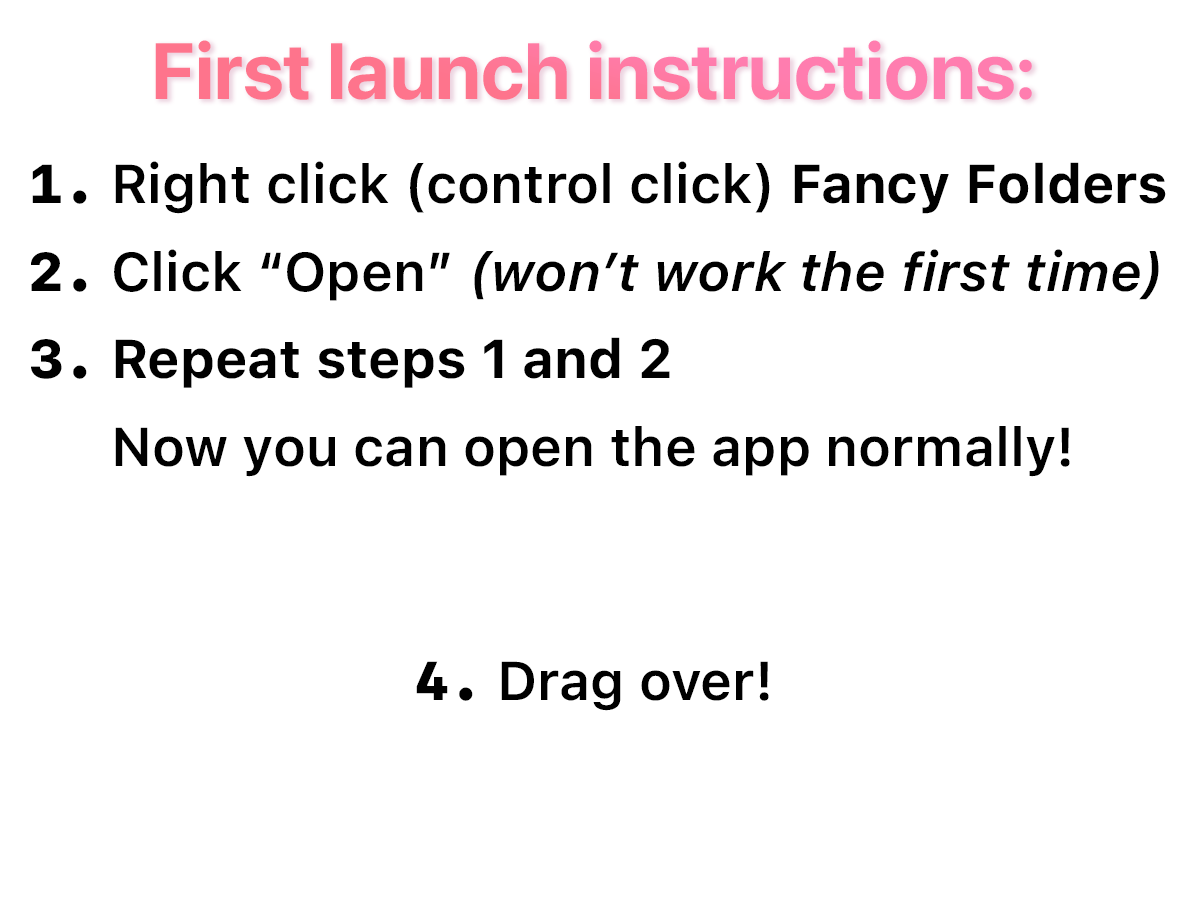 First launch instructions:
1. Right click (control click) Fancy Folders
2. Click “Open” (won’t work the first time)
3. Repeat steps 1 and 2
Now you can open the app normally!
4. Drag over!